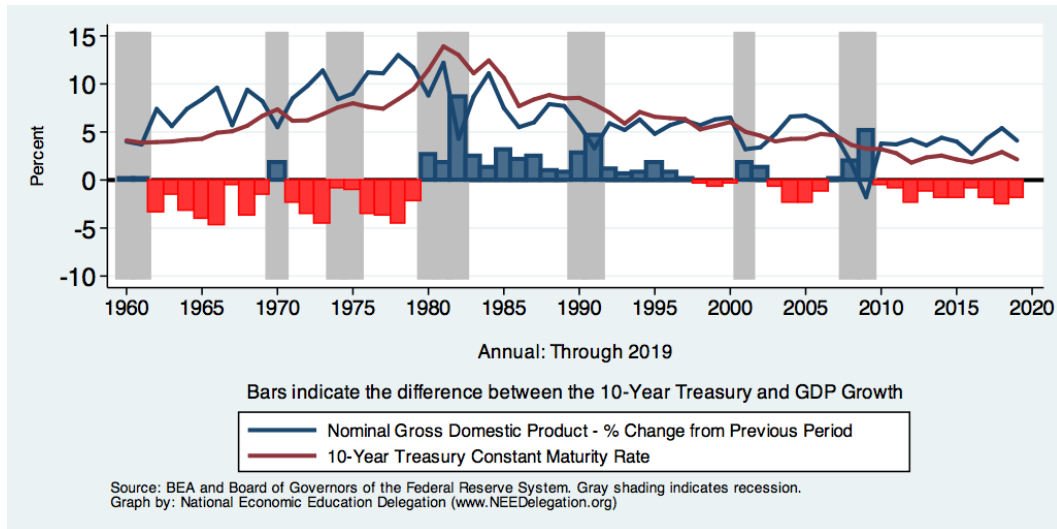 15
10
5
0
-5
-10
Percent
1960 1965 1970 1975 1980 1985 1990 1995 2000 2005 2010 2015 2020
Annual: Through 2019
Bars indicate the difference between the 10-Year Treasury and GDP Growth
Nominal Gross Domestic Product - % Change from Previous Period
10-Year Treasury Constant Maturity Rate
Source: BEA and Board of Governors of the Federal Reserve System. Gray shading indicates recession.
Graph by: National Economic Education Delegation (www.NEEDelegation.org)